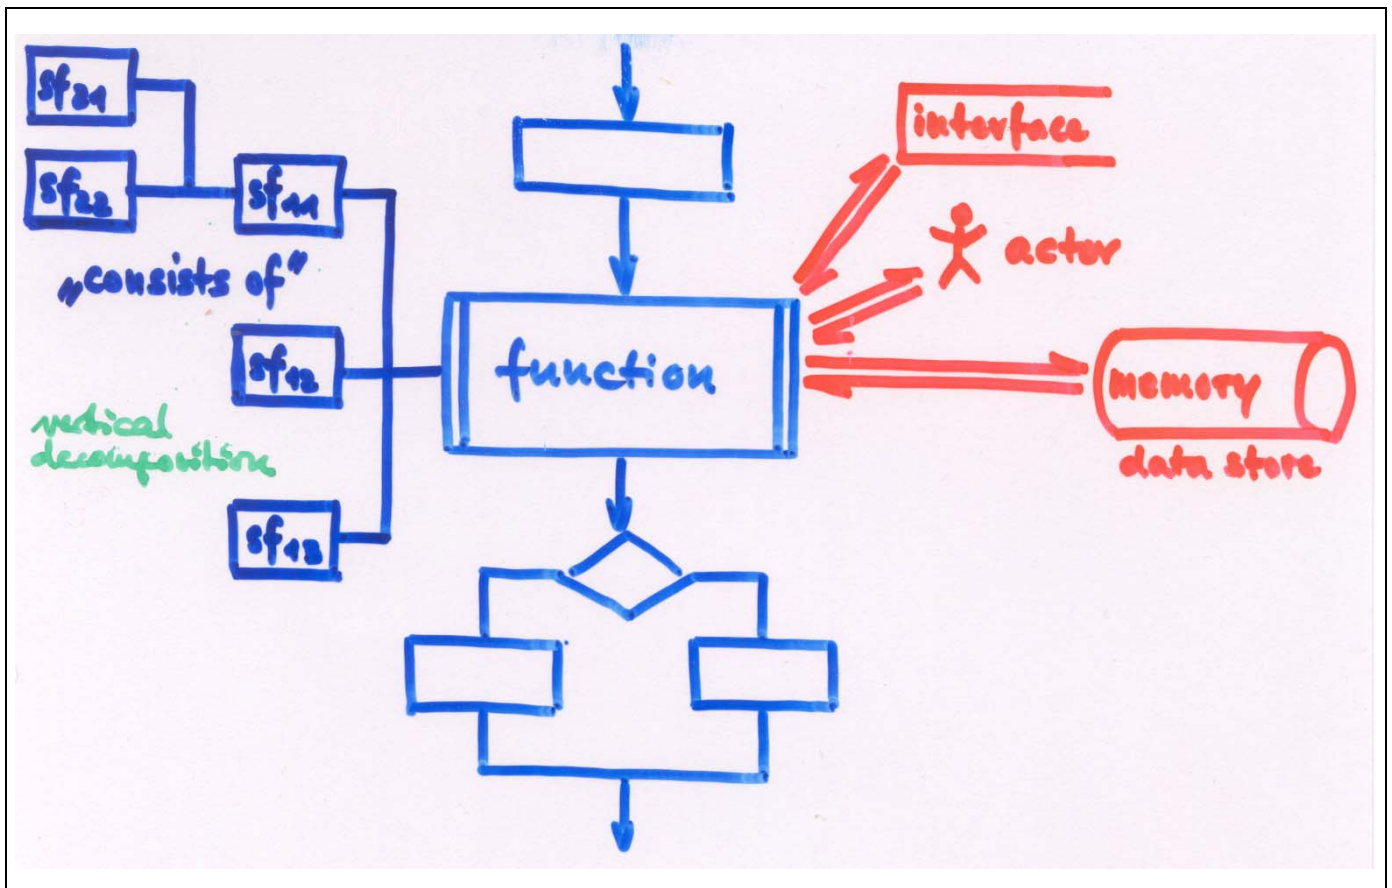 sf21
interface
sf22
sf11
actor
„consists of"
function
sf12
memory
vertical
decomposition
data store
sf13